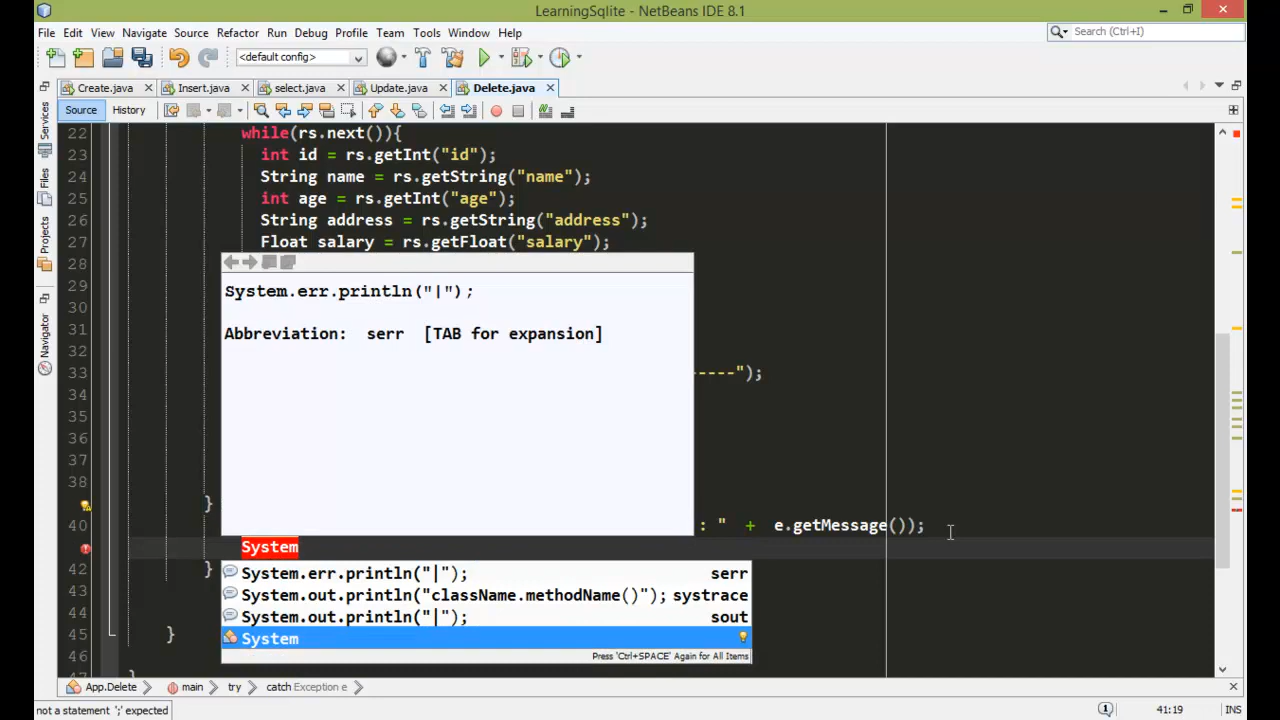 LearningSqlite - NetBeans IDE 8.1
File Edit View Navigate Source Refactor Run Debug Profile Team Tools Window Help
Search (Ctrl+I)
<default config>
Create.java Insert.java select.java Update.java Delete.java
Source History
Services
Files
Projects
Navigator
22 while(rs.next()){
23 int id = rs.getInt("id");
24 String name = rs.getString("name");
25 int age = rs.getInt("age");
26 String address = rs.getString("address");
27 Float salary = rs.getFloat("salary");
28
29 System.err.println("|");
30
31 Abbreviation: serr [TAB for expansion]
32
33 -----");
34
35
36
37
38
}
40 : " + e.getMessage());
System
42 }
System.err.println("|"); serr
43 System.out.println("className.methodName()"); systrace
44 System.out.println("|"); sout
45 }
System
46
Press 'Ctrl+SPACE' Again for All Items
47
App.Delete main try catch Exception e
not a statement ';' expected
1
41:19 INS